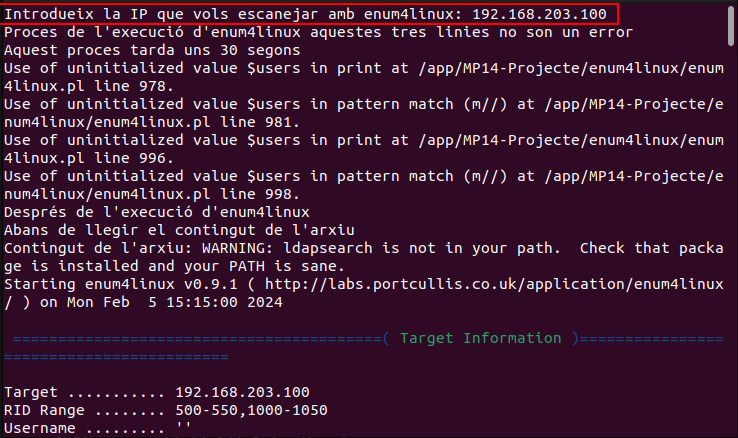 Introdueix la IP que vols escanejar amb enum4linux: 192.168.203.100
Proces de l'execució d'enum4linux aquestes tres linies no son un error
Aquest proces tarda uns 30 segons
Use of uninitialized value $users in print at /app/MP14-Projecte/enum4linux/enum
4linux.pl line 978.
Use of uninitialized value $users in pattern match (m//) at /app/MP14-Projecte/e
num4linux/enum4linux.pl line 981.
Use of uninitialized value $users in print at /app/MP14-Projecte/enum4linux/enum
4linux.pl line 996.
Use of uninitialized value $users in pattern match (m//) at /app/MP14-Projecte/e
num4linux/enum4linux.pl line 998.
Després de l'execució d'enum4linux
Abans de llegir el contingut de l'arxiu
Contingut de l'arxiu: WARNING: ldapsearch is not in your path.  Check that packa
ge is installed and your PATH is sane.
Starting enum4linux v0.9.1 ( http://labs.portcullis.co.uk/application/enum4linux
/ ) on Mon Feb  5 15:15:00 2024
=========================================( Target Information )================
=========================
Target ........... 192.168.203.100
RID Range ........ 500-550,1000-1050
Username ......... ''